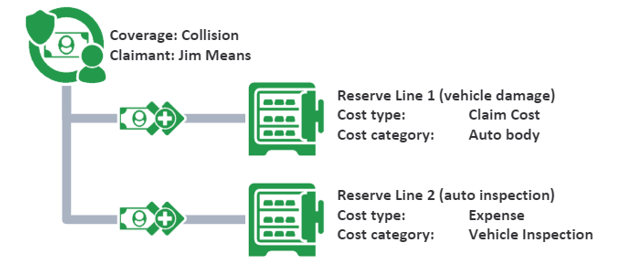 Coverage: Collision
Claimant: Jim Means
Reserve Line 1 (vehicle damage)
Cost type: Claim Cost
Cost category: Auto body
Reserve Line 2 (auto inspection)
Cost type: Expense
Cost category: Vehicle Inspection